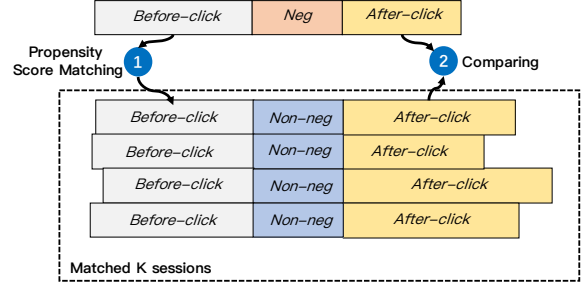 Before-click Neg After-click
Propensity
Score Matching 1 2 Comparing
Before-click Non-neg After-click
Before-click Non-neg After-click
Before-click Non-neg After-click
Before-click Non-neg After-click
Matched K sessions